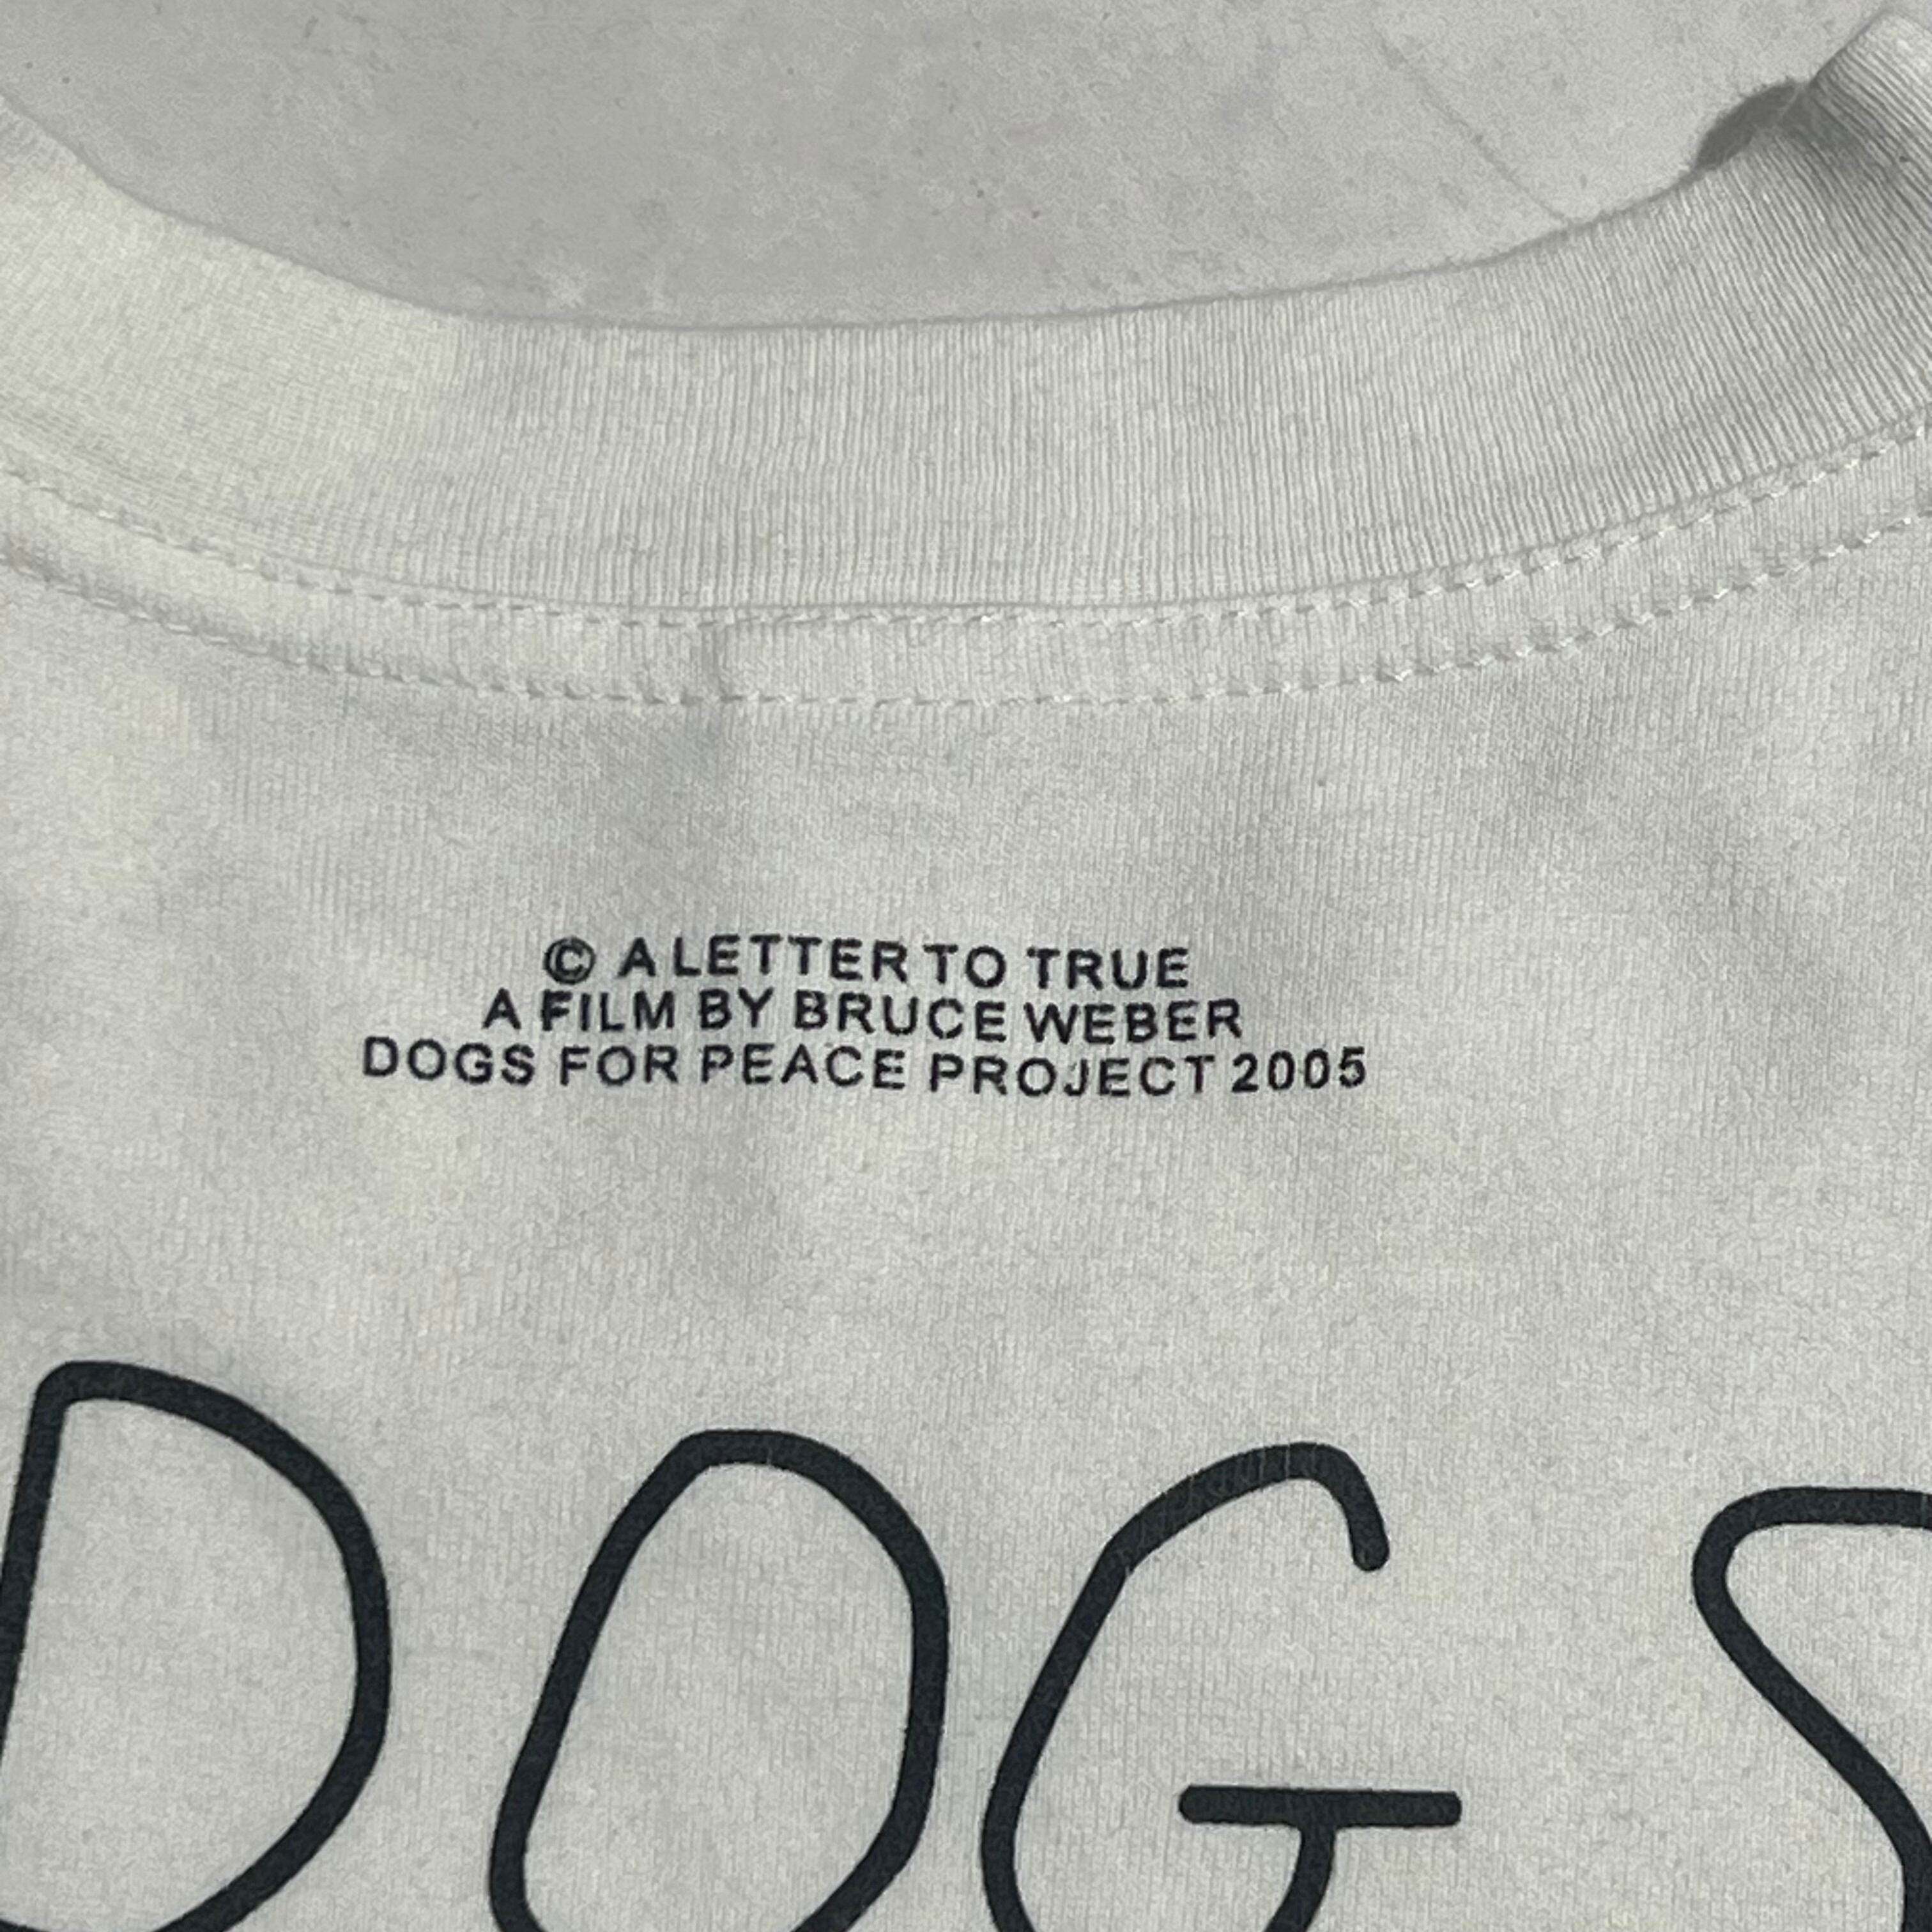 © A LETTER TO TRUE
A FILM BY BRUCE WEBER
DOGS FOR PEACE PROJECT 2005
DOGS